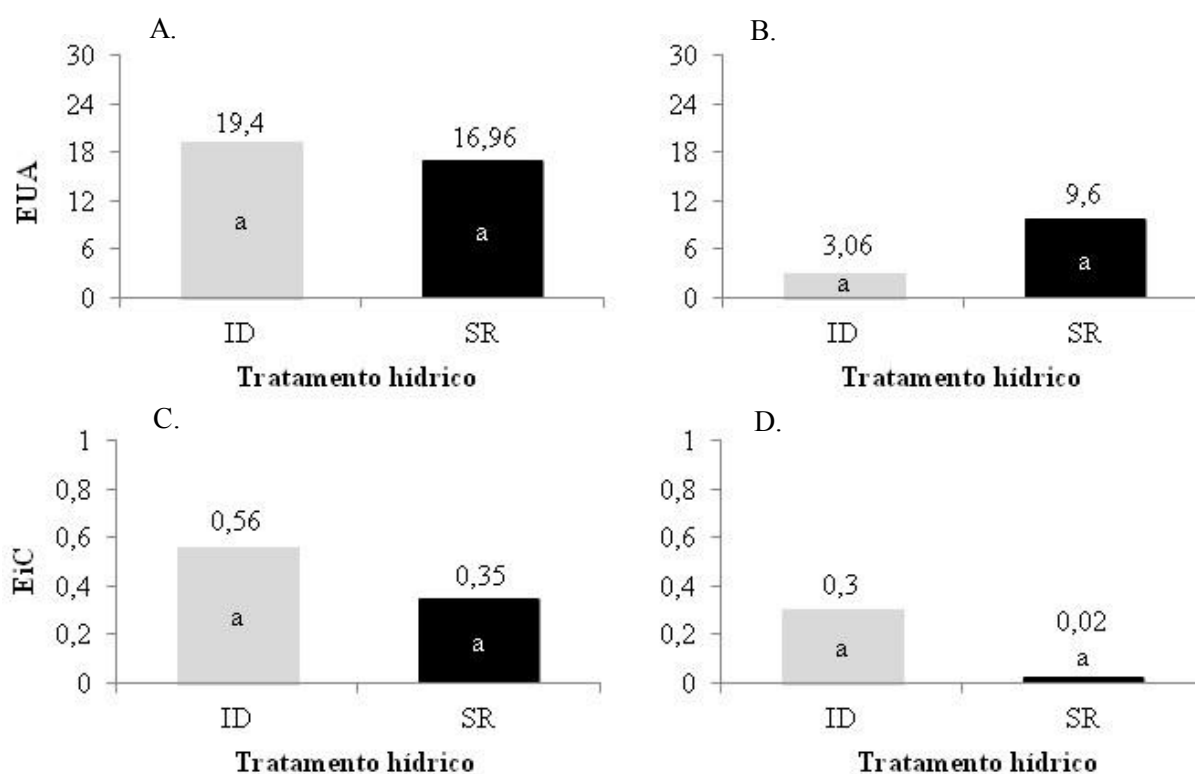 A.
30
24
18
12
6
0
EUA
19,4
16,96
a
a
ID
SR
Tratamento hídrico
B.
30
24
18
12
6
0
3,06
9,6
a
a
ID
SR
Tratamento hídrico
C.
1
0,8
0,6
0,4
0,2
0
EiC
0,56
0,35
a
a
ID
SR
Tratamento hídrico
D.
1
0,8
0,6
0,4
0,2
0
0,3
0,02
a
a
ID
SR
Tratamento hídrico